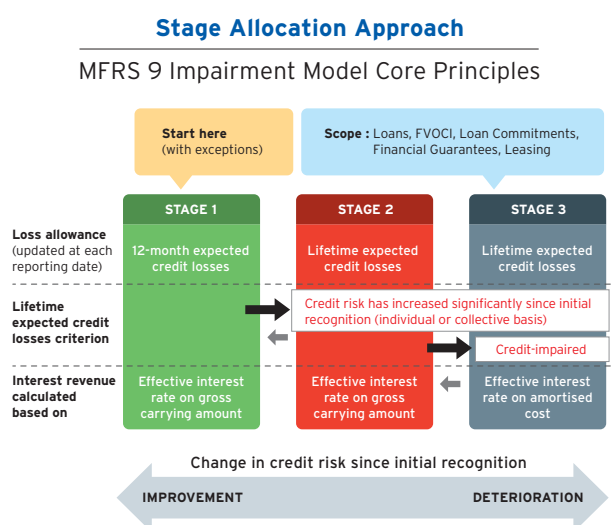 Stage Allocation Approach
MFRS 9 Impairment Model Core Principles
Start here
(with exceptions)
Scope : Loans, FVOCI, Loan Commitments,
Financial Guarantees, Leasing
STAGE 1
STAGE 2
STAGE 3
Loss allowance
(updated at each
reporting date)
12-month expected
credit losses
Lifetime expected
credit losses
Lifetime expected
credit losses
Lifetime
expected credit
losses criterion
Credit risk has increased significantly since initial
recognition (individual or collective basis)
Credit-impaired
Interest revenue
calculated
based on
Effective interest
rate on gross
carrying amount
Effective interest
rate on gross
carrying amount
Effective interest
rate on amortised
cost
Change in credit risk since initial recognition
IMPROVEMENT
DETERIORATION